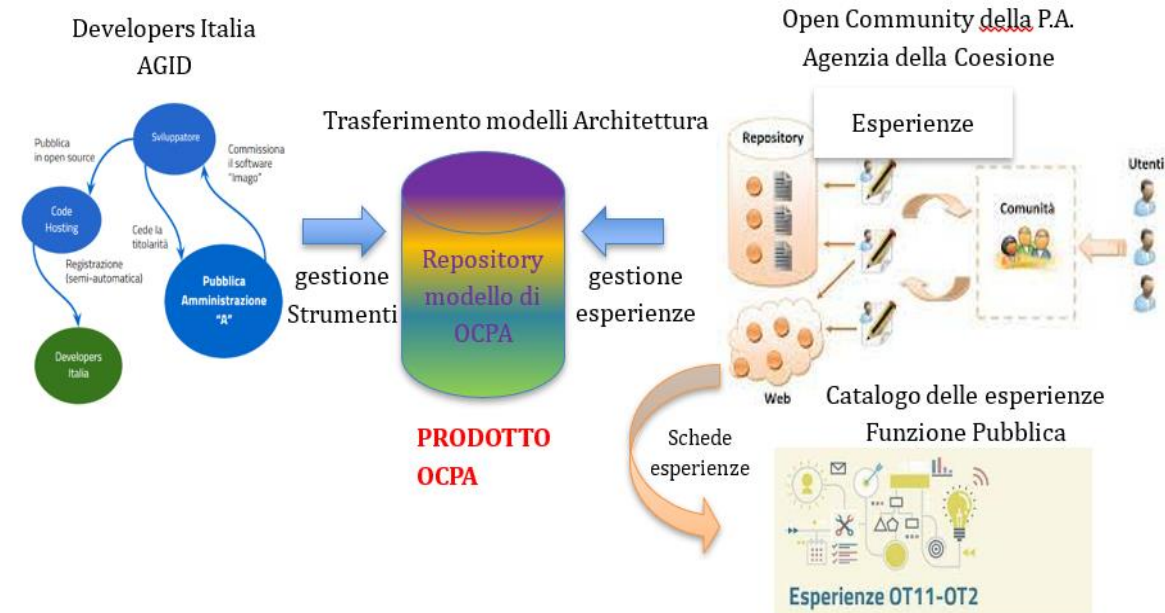 Developers Italia
AGID
Pubblica
in open source
Sviluppatore
Commissiona
il software
"Imago"
Code
Hosting
Cede la
titolarità
Registrazione
(semi-automatica)
Pubblica
Amministrazione
"A"
Developers
Italia
Trasferimento modelli Architettura
gestione
Strumenti
Repository
modello di
OCPA
gestione
esperienze
PRODOTTO
OCPA
Open Community della P.A.
Agenzia della Coesione
Esperienze
Repository
Utenti
Comunità
Web
Schede
esperienze
Catalogo delle esperienze
Funzione Pubblica
Esperienze OT11-OT2